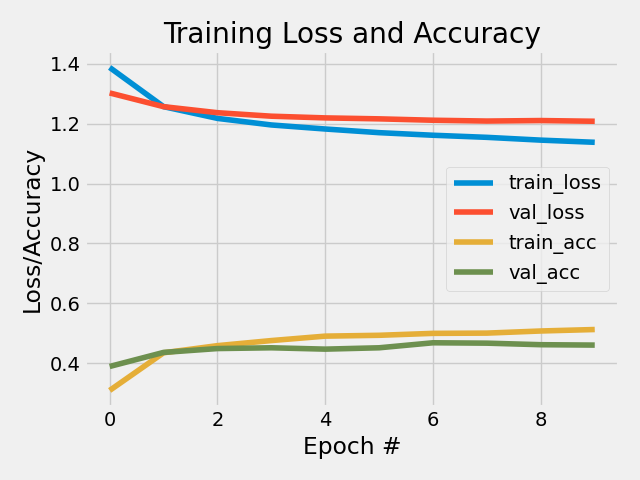 Training Loss and Accuracy
Loss/Accuracy
1.4
1.2
1.0
0.8
0.6
0.4
train_loss
val_loss
train_acc
val_acc
0 2 4 6 8
Epoch #